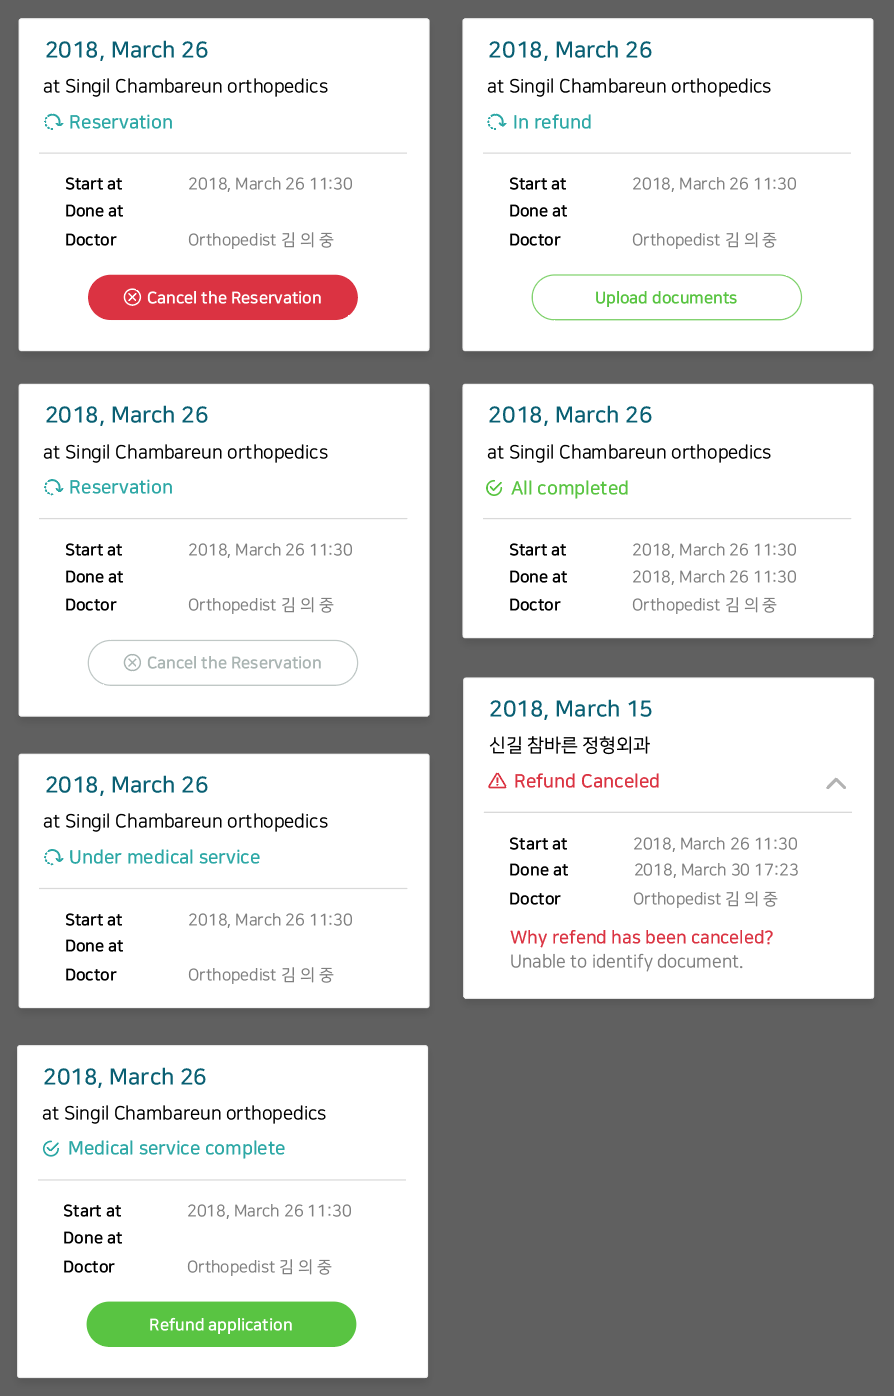 2018, March 26
at Singil Chambareun orthopedics
Reservation
Start at 2018, March 26 11:30
Done at
Doctor Orthopedist 김 의 중
Cancel the Reservation
2018, March 26
at Singil Chambareun orthopedics
Reservation
Start at 2018, March 26 11:30
Done at
Doctor Orthopedist 김 의 중
Cancel the Reservation
2018, March 26
at Singil Chambareun orthopedics
Under medical service
Start at 2018, March 26 11:30
Done at
Doctor Orthopedist 김 의 중
2018, March 26
at Singil Chambareun orthopedics
Medical service complete
Start at 2018, March 26 11:30
Done at
Doctor Orthopedist 김 의 중
Refund application
2018, March 26
at Singil Chambareun orthopedics
In refund
Start at 2018, March 26 11:30
Done at
Doctor Orthopedist 김 의 중
Upload documents
2018, March 26
at Singil Chambareun orthopedics
All completed
Start at 2018, March 26 11:30
Done at 2018, March 26 11:30
Doctor Orthopedist 김 의 중
2018, March 15
신길 참바른 정형외과
Refund Canceled
Start at 2018, March 26 11:30
Done at 2018, March 30 17:23
Doctor Orthopedist 김 의 중
Why refend has been canceled?
Unable to identify document.